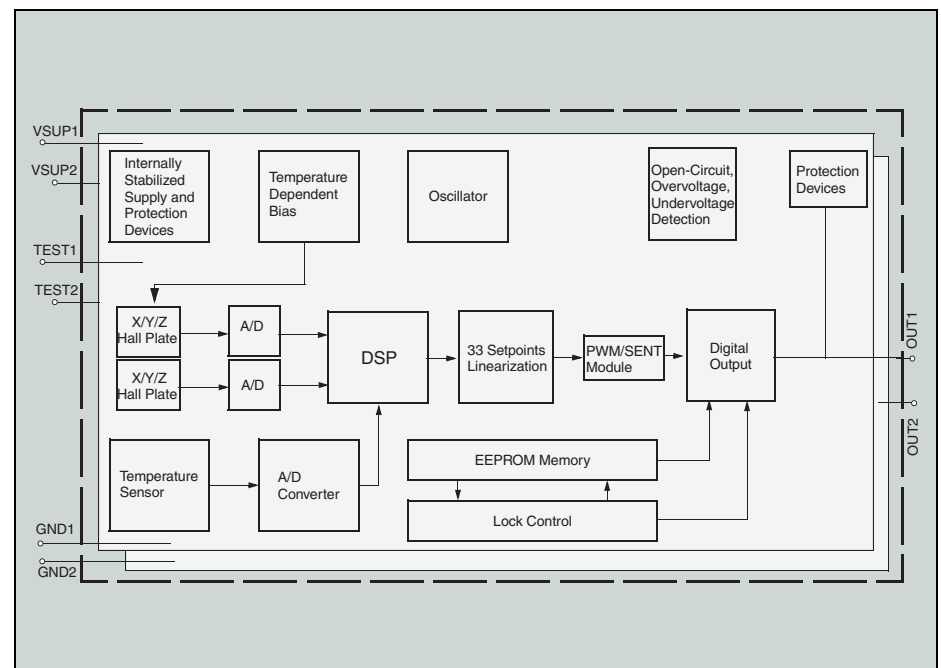 VSUP1
VSUP2
TEST1
TEST2
GND1
GND2
Internally
Stabilized
Supply and
Protection
Devices
Temperature
Dependent
Bias
Oscillator
Open-Circuit,
Overvoltage,
Undervoltage
Detection
Protection
Devices
X/Y/Z
Hall Plate
A/D
X/Y/Z
Hall Plate
A/D
DSP
33 Setpoints
Linearization
PWM/SENT
Module
Digital
Output
OUT1
OUT2
Temperature
Sensor
A/D
Converter
EEPROM Memory
Lock Control